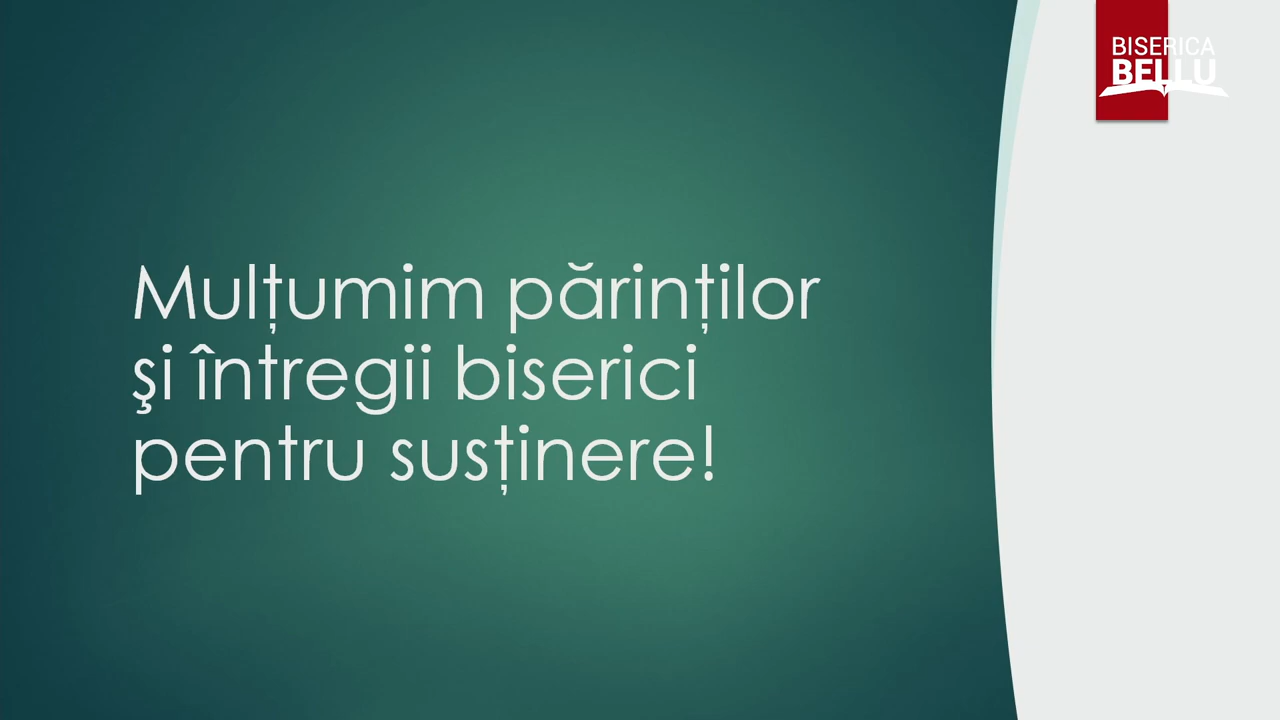 BISERICA
BELLU
Mulțumim părinților
şi întregii biserici
pentru susținere!